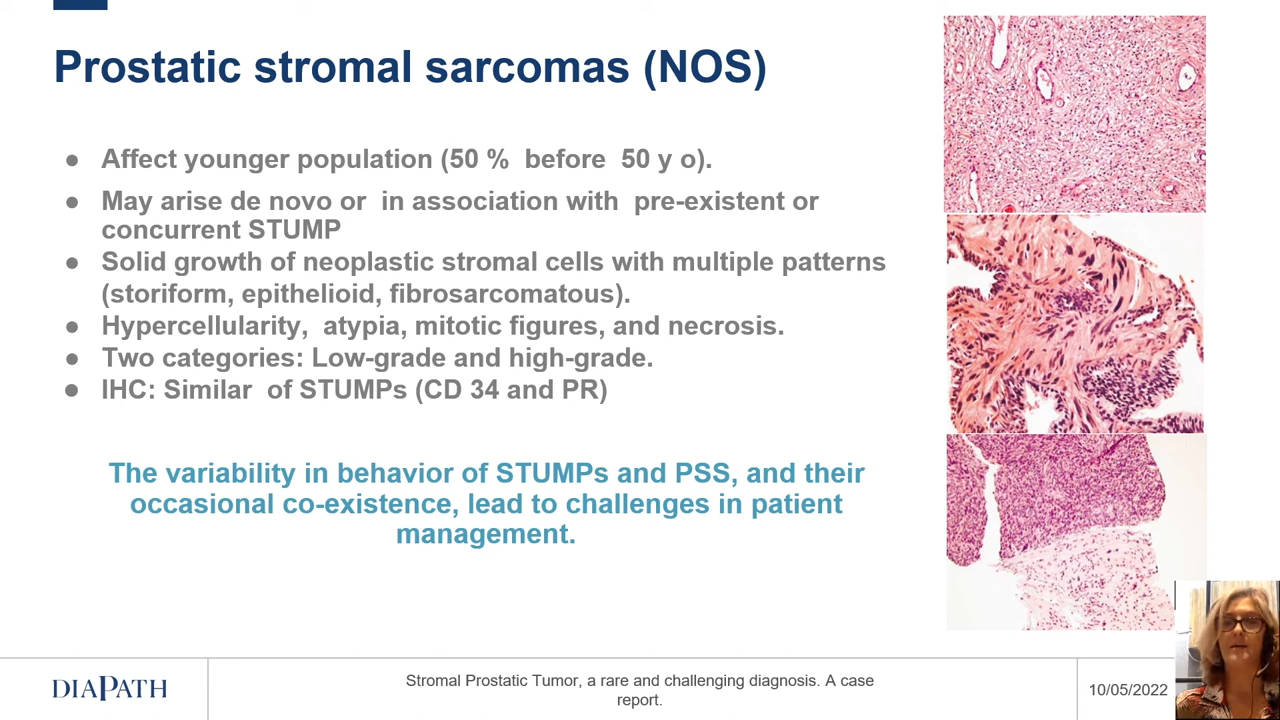 Prostatic stromal sarcomas (NOS)
● Affect younger population (50 % before 50 y o).
● May arise de novo or in association with pre-existent or
concurrent STUMP
● Solid growth of neoplastic stromal cells with multiple patterns
(storiform, epithelioid, fibrosarcomatous).
● Hypercellularity, atypia, mitotic figures, and necrosis.
● Two categories: Low-grade and high-grade.
● IHC: Similar of STUMPs (CD 34 and PR)
The variability in behavior of STUMPs and PSS, and their
occasional co-existence, lead to challenges in patient
management.
DIAPATH
Stromal Prostatic Tumor, a rare and challenging diagnosis. A case
report.
10/05/2022